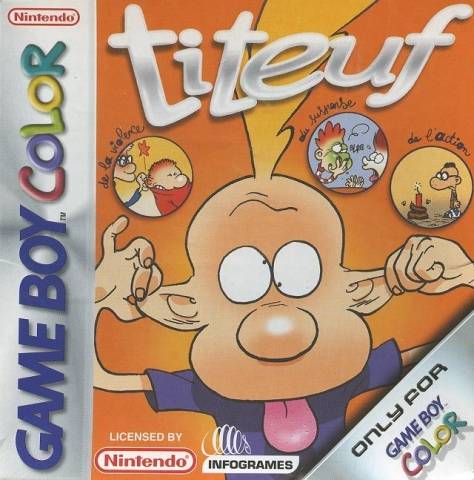 Nintendo
titeuf
GAME BOY COLOR
TM
de la violence
du suspense
de l'action
LICENSED BY
Nintendo
INFOGRAMES
ONLY FOR
GAME BOY
COLOR